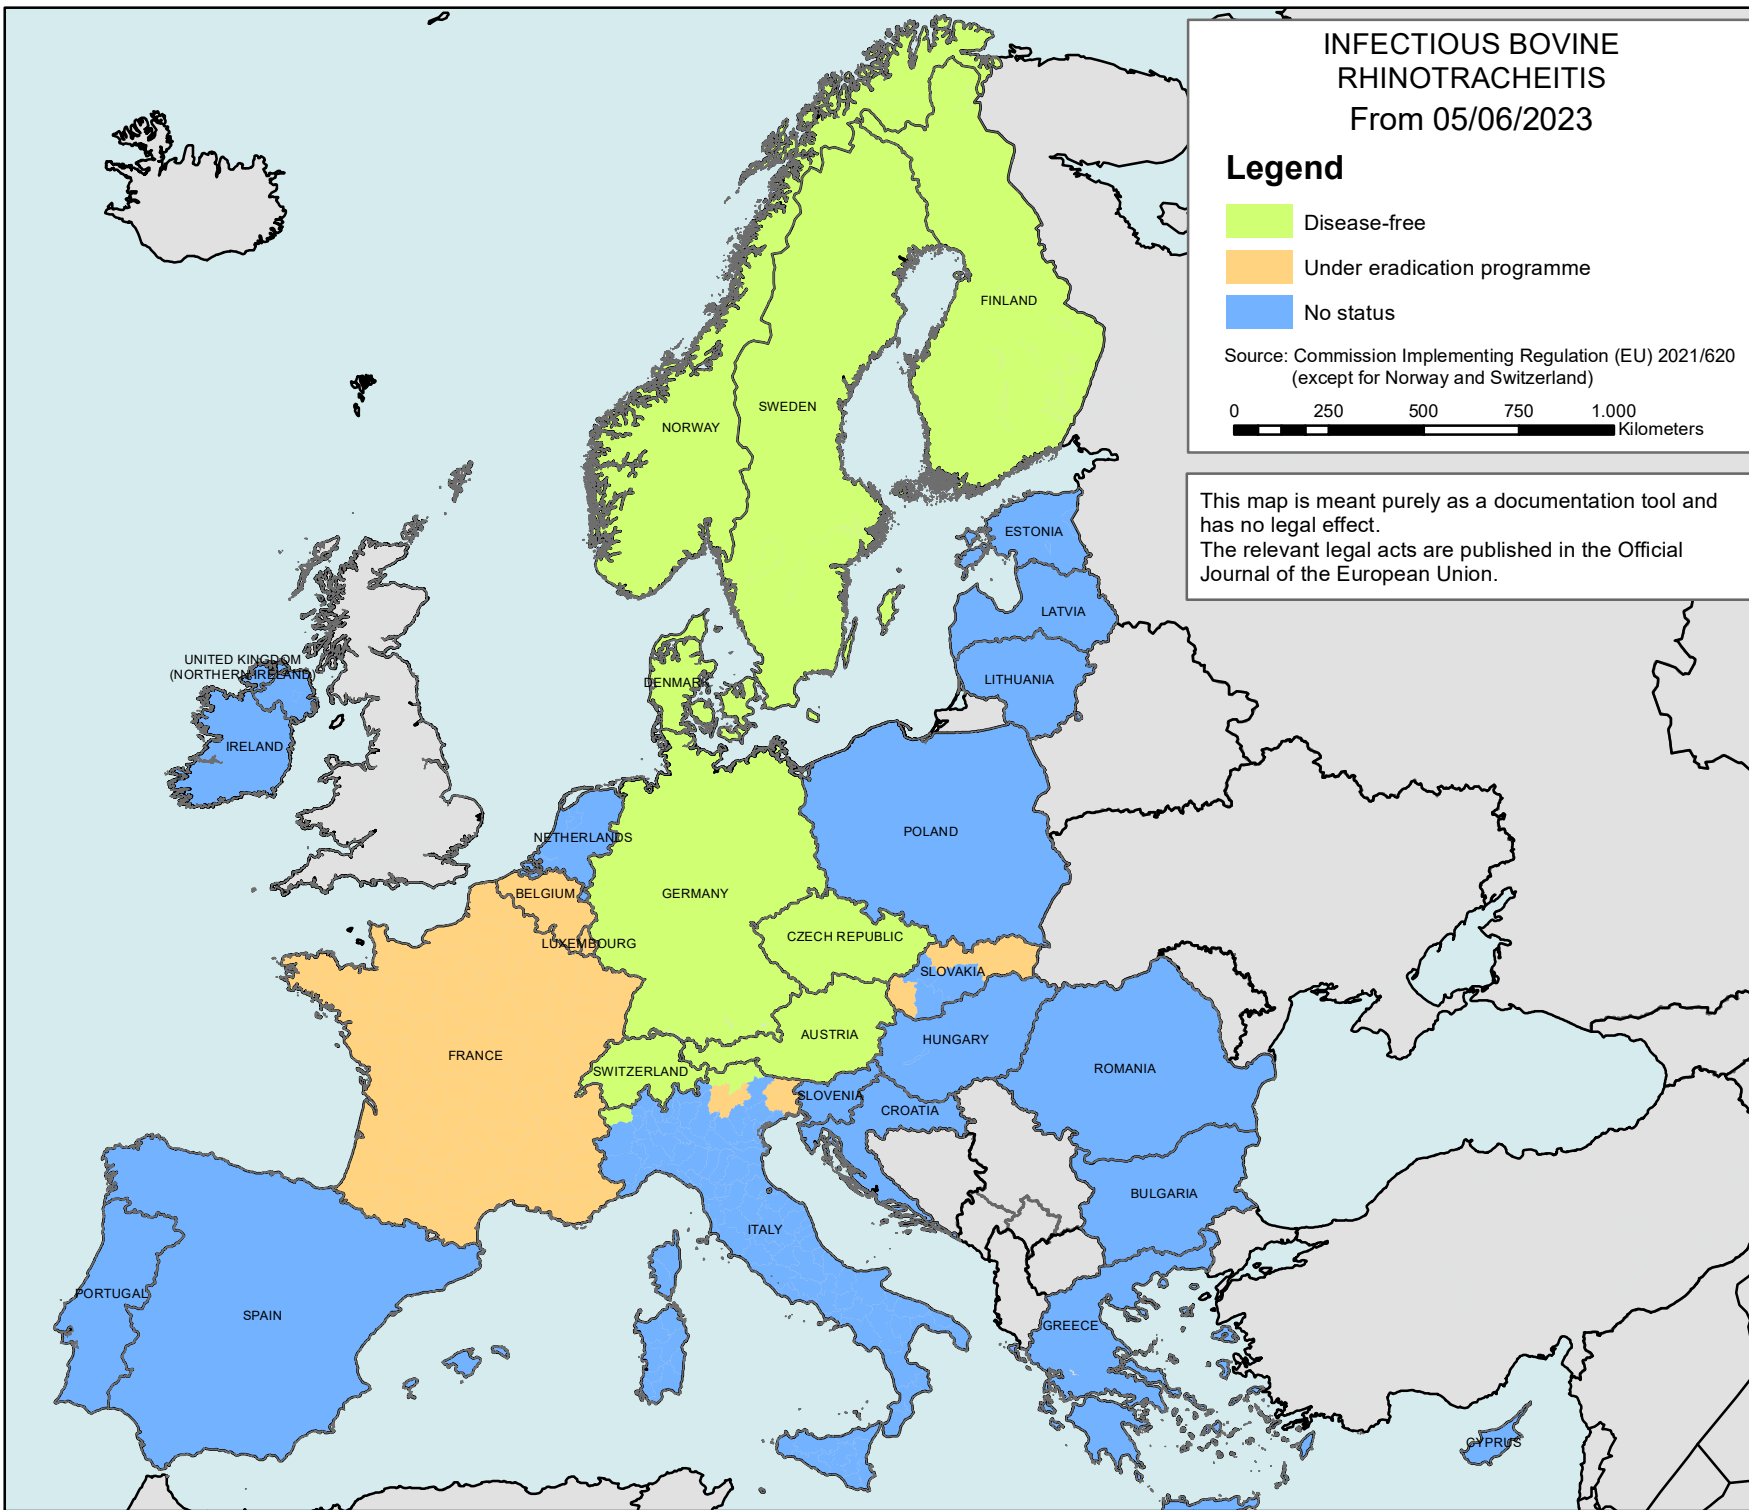 INFECTIOUS BOVINE
RHINOTRACHEITIS
From 05/06/2023
Legend
Disease-free
Under eradication programme
No status
Source: Commission Implementing Regulation (EU) 2021/620
(except for Norway and Switzerland)
0 250 500 750 1.000
Kilometers
This map is meant purely as a documentation tool and
has no legal effect.
The relevant legal acts are published in the Official
Journal of the European Union.
FINLAND
SWEDEN
NORWAY
ESTONIA
LATVIA
UNITED KINGDOM
(NORTHERN IRELAND)
LITHUANIA
DENMARK
IRELAND
POLAND
NETHERLANDS
BELGIUM
GERMANY
CZECH REPUBLIC
LUXEMBOURG
SLOVAKIA
AUSTRIA
HUNGARY
FRANCE
SWITZERLAND
ROMANIA
SLOVENIA
CROATIA
BULGARIA
ITALY
PORTUGAL
SPAIN
GREECE
CYPRUS